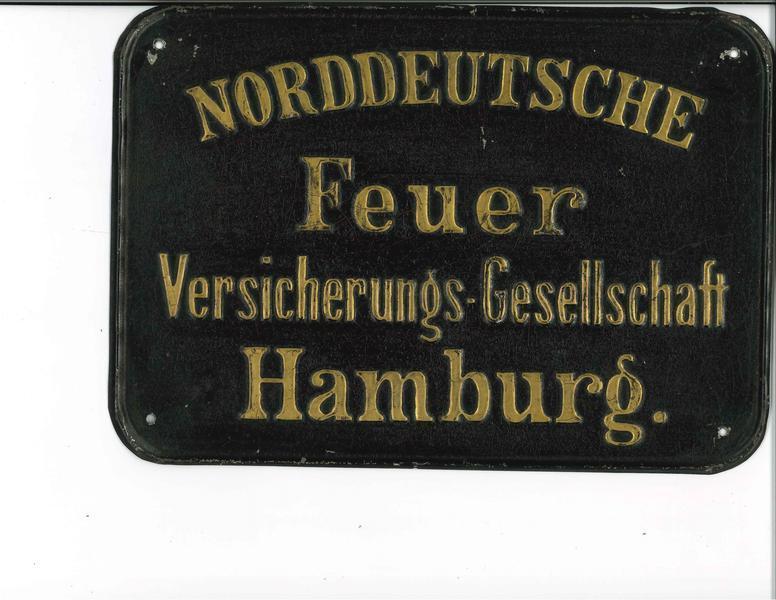 NORDDEUTSCHE
Feuer
Versicherungs-Gesellschaft
Hamburg.